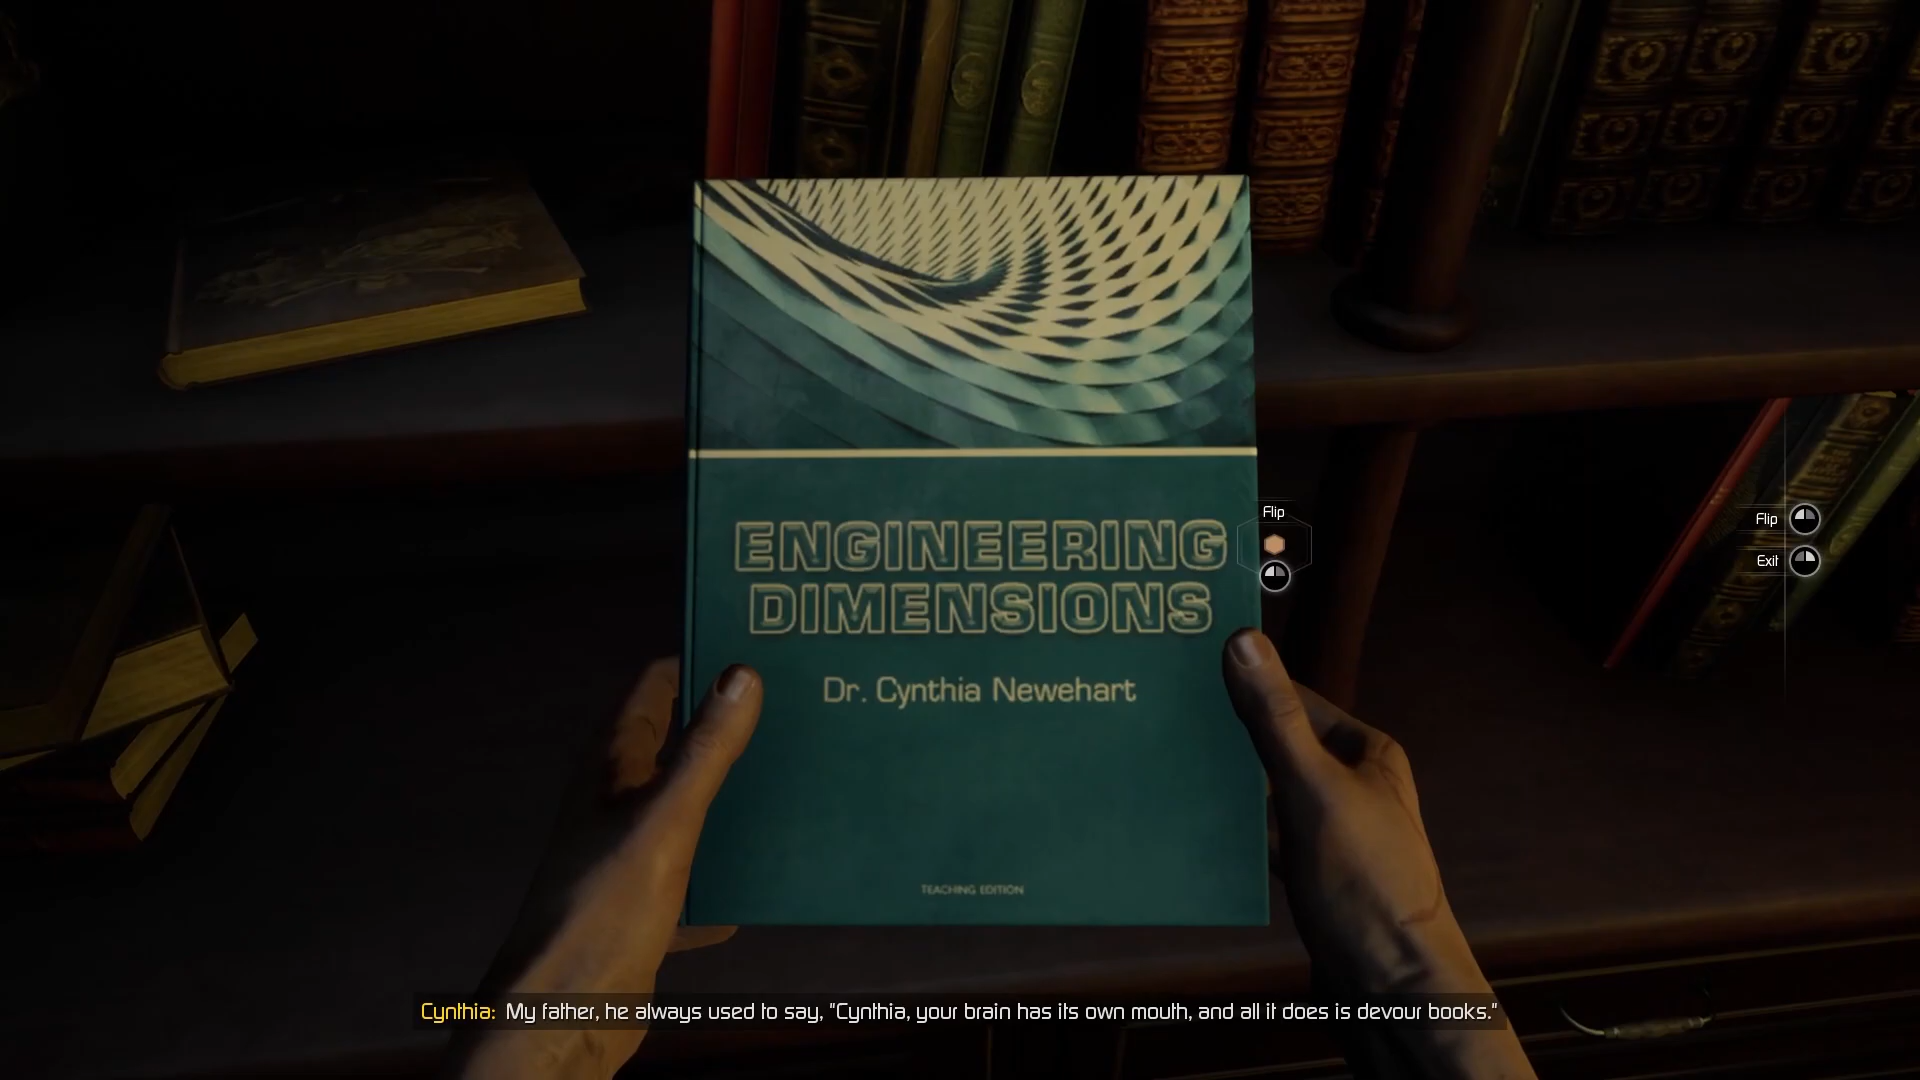 ENGINEERING
DIMENSIONS
Dr. Cynthia Newehart
TEACHING EDITION
Flip
Flip
Exit
Cynthia: My father, he always used to say, "Cynthia, your brain has its own mouth, and all it does is devour books."